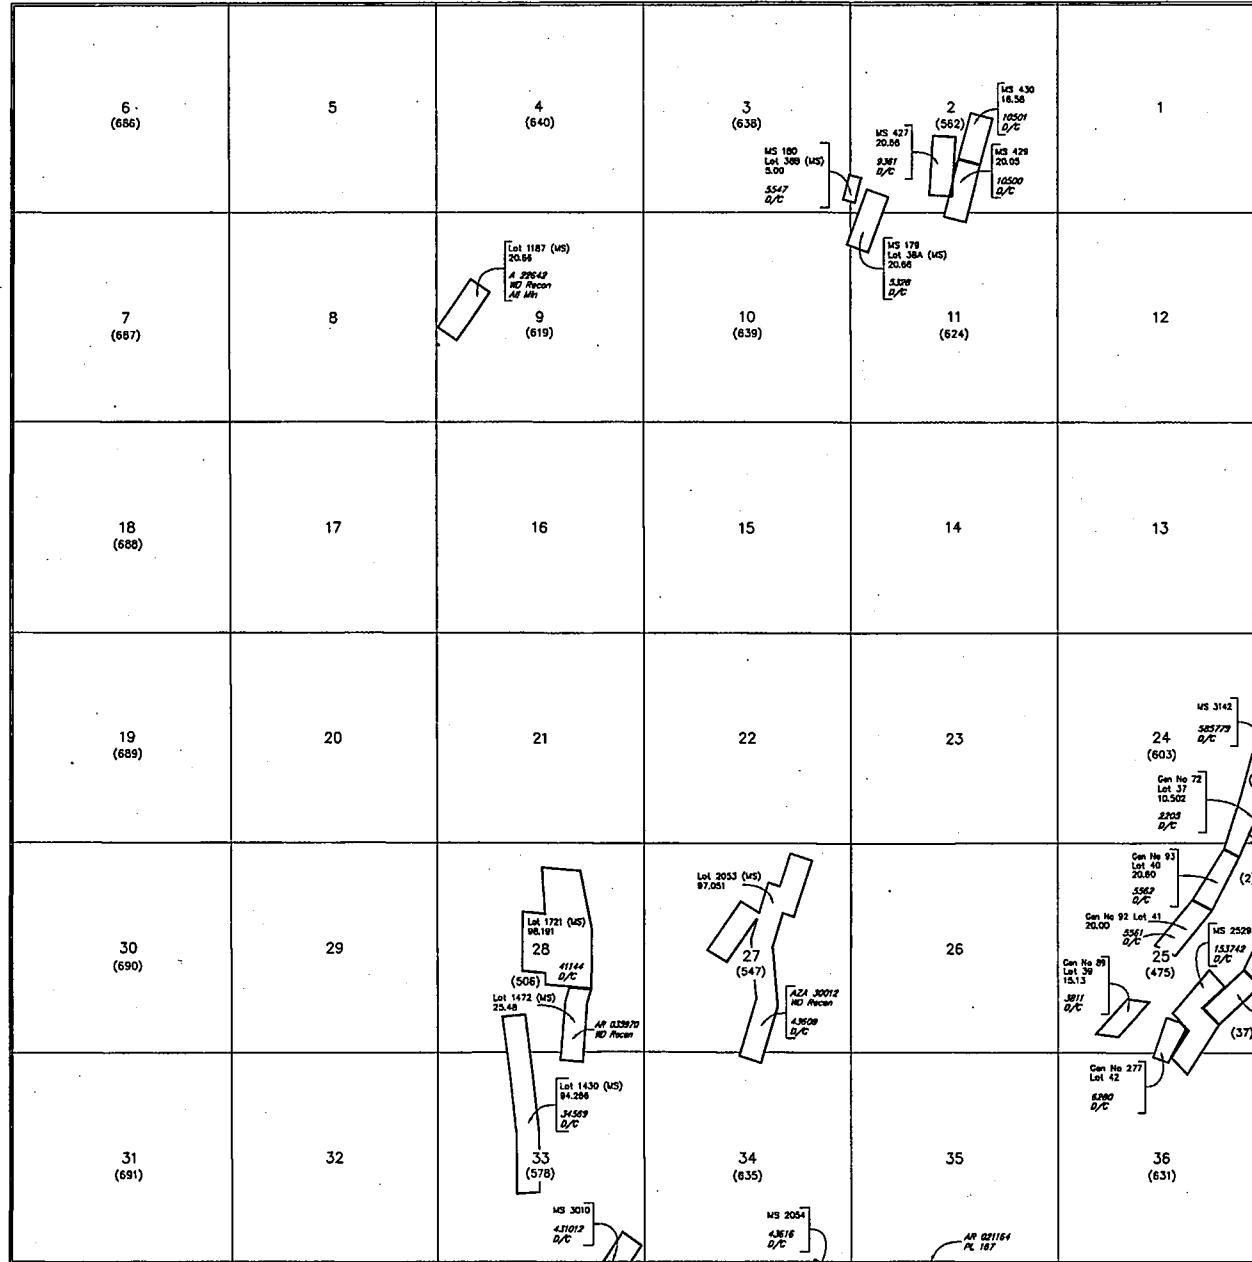 6
(686)
5
4
(640)
3
(638)
2
(562)
1
MS 430
16.56
10501
D/C
MS 427
20.66
9361
D/C
MS 429
20.05
10500
D/C
MS 180
Lot 38B (MS)
5.00
5547
D/C
MS 179
Lot 38A (MS)
20.66
5326
D/C
Lot 1187 (MS)
20.66
A 22642
WD Recon
All Min
7
(687)
8
9
(619)
10
(639)
11
(624)
12
18
(688)
17
16
15
14
13
19
(689)
20
21
22
23
24
(603)
MS 3142
585779
D/C
Gen No 72
Lot 37
10.502
2205
D/C
Gen No 93
Lot 40
20.60
5562
D/C
(2)
Gen No 92 Lot 41
20.00
5561
D/C
MS 2529
153742
D/C
Gen No 89
Lot 39
15.13
3811
D/C
Lot 2053 (MS)
97.051
Lot 1721 (MS)
98.191
41144
D/C
30
(690)
29
28
(506)
27
(547)
26
25
(475)
(37)
Lot 1472 (MS)
25.48
AR 033970
WD Recon
AZA 30012
WD Recon
43609
D/C
Gen No 277
Lot 42
6280
D/C
Lot 1430 (MS)
94.286
34569
D/C
31
(691)
32
33
(578)
34
(635)
35
36
(631)
MS 3010
431012
D/C
MS 2054
43616
D/C
AR 021164
PL 167